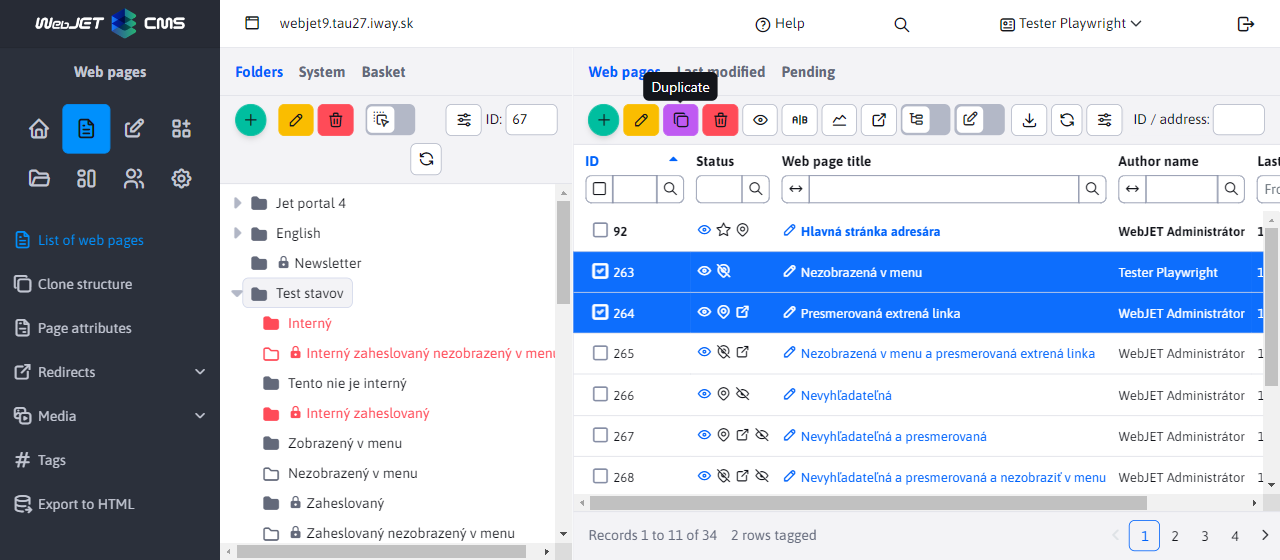 WebJET CMS
webjet9.tau27.iway.sk
Help
Tester Playwright
Web pages
List of web pages
Clone structure
Page attributes
Redirects
Media
# Tags
Export to HTML
Folders System Basket
ID: 67
Jet portal 4
English
Newsletter
Test stavov
Interný
Interný zaheslovaný nezobrazený v menu
Tento nie je interný
Interný zaheslovaný
Zobrazený v menu
Nezobrazený v menu
Zaheslovaný
Zaheslovaný nezobrazený v menu
Web pages Last modified Pending
Duplicate
A|B
ID / address:
ID Status Web page title Author name Last
Fro
92 Hlavná stránka adresára WebJET Administrátor 1
263 Nezobrazená v menu Tester Playwright 1
264 Presmerovaná extrená linka WebJET Administrátor 1
265 Nezobrazená v menu a presmerovaná extrená linka WebJET Administrátor 1
266 Nevyhľadateľná WebJET Administrátor 1
267 Nevyhľadateľná a presmerovaná WebJET Administrátor 1
268 Nevyhľadateľná a presmerovaná a nezobraziť v menu WebJET Administrátor 1
Records 1 to 11 of 34 2 rows tagged
1 2 3 4